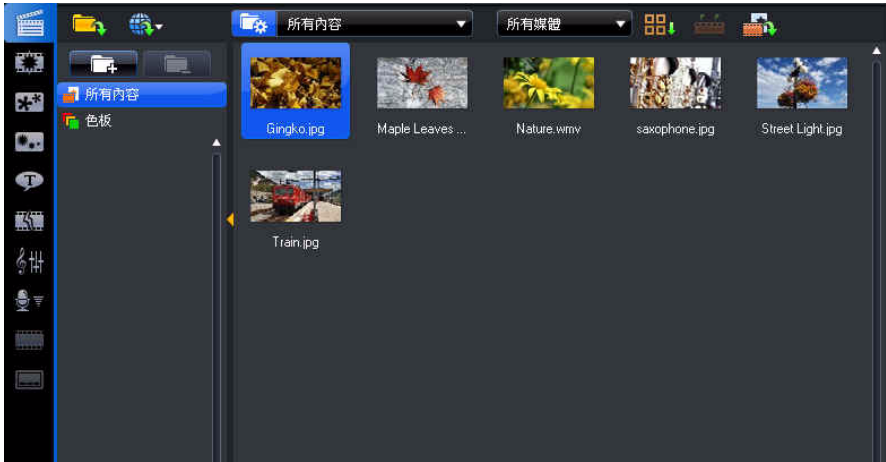 所有內容
所有媒體
所有內容
色板
Gingko.jpg
Maple Leaves ...
Nature.wmv
saxophone.jpg
Street Light.jpg
Train.jpg
T